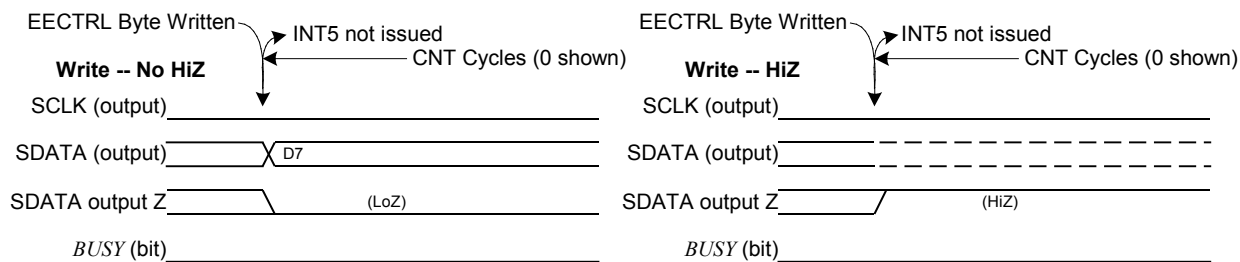 EECTRL Byte Written
INT5 not issued
CNT Cycles (0 shown)
Write -- No HiZ
SCLK (output)
SDATA (output)
D7
SDATA output Z
(LoZ)
BUSY (bit)
EECTRL Byte Written
INT5 not issued
CNT Cycles (0 shown)
Write -- HiZ
SCLK (output)
SDATA (output)
SDATA output Z
(HiZ)
BUSY (bit)